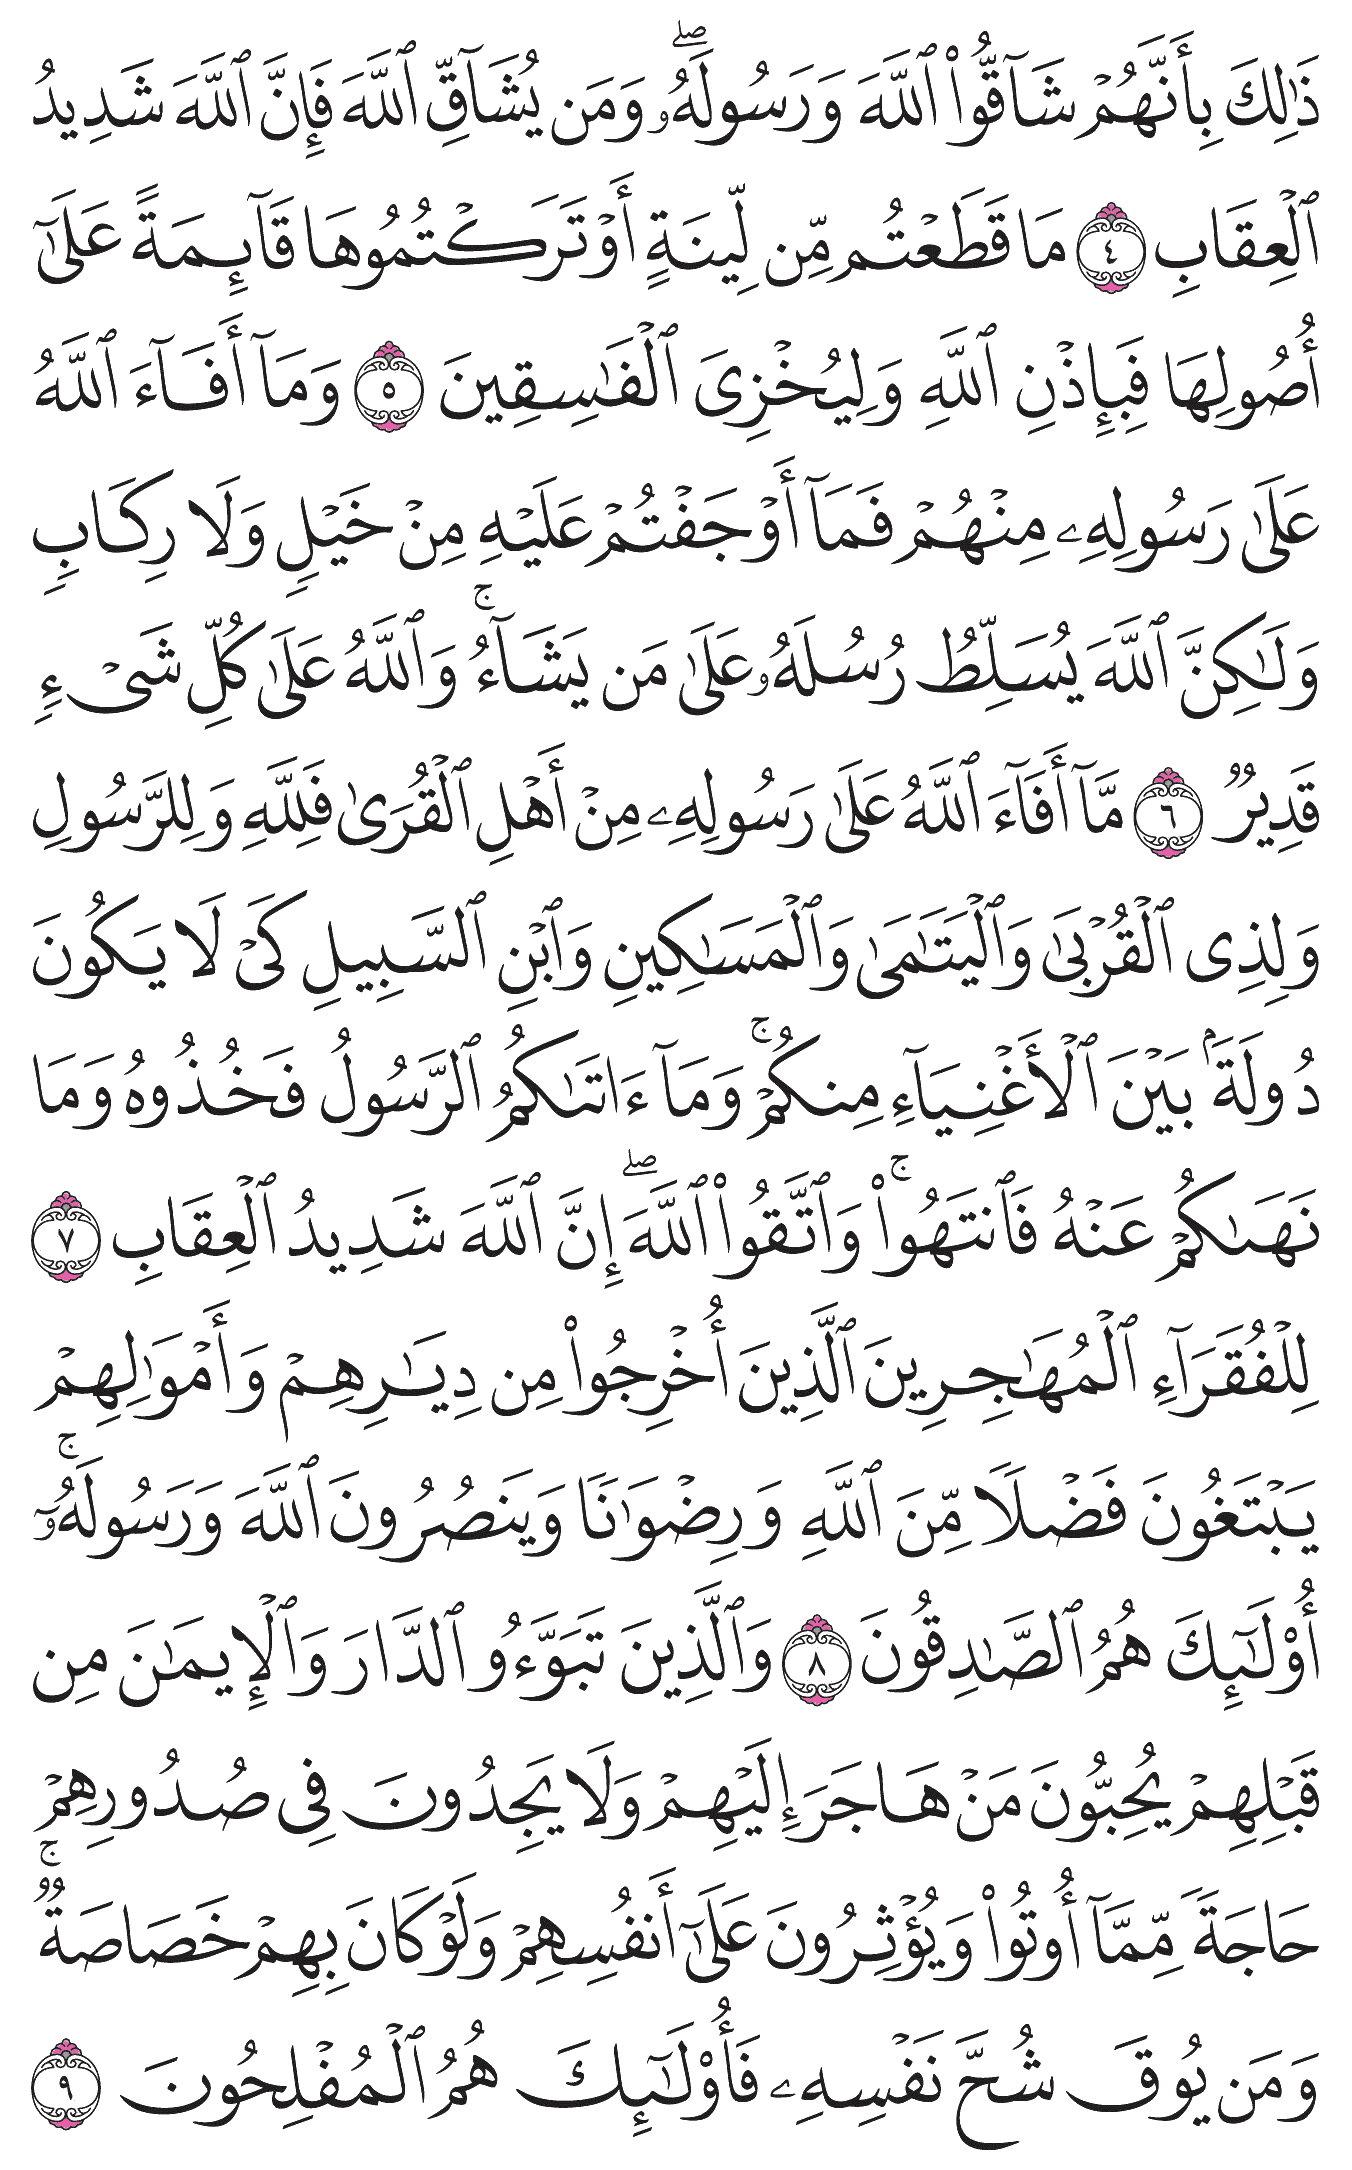 ذَٰلِكَ بِأَنَّهُمۡ شَآقُّواْ ٱللَّهَ وَرَسُولَهُۥۖ وَمَن يُشَآقِّ ٱللَّهَ فَإِنَّ ٱللَّهَ شَدِيدُ
ٱلۡعِقَابِ ٤ مَا قَطَعۡتُم مِّن لِّينَةٍ أَوۡ تَرَكۡتُمُوهَا قَآئِمَةً عَلَىٰٓ
أُصُولِهَا فَبِإِذۡنِ ٱللَّهِ وَلِيُخۡزِيَ ٱلۡفَٰسِقِينَ ٥ وَمَآ أَفَآءَ ٱللَّهُ
عَلَىٰ رَسُولِهِۦ مِنۡهُمۡ فَمَآ أَوۡجَفۡتُمۡ عَلَيۡهِ مِنۡ خَيۡلٖ وَلَا رِكَابٖ
وَلَٰكِنَّ ٱللَّهَ يُسَلِّطُ رُسُلَهُۥ عَلَىٰ مَن يَشَآءُۚ وَٱللَّهُ عَلَىٰ كُلِّ شَيۡءٖ
قَدِيرٞ ٦ مَّآ أَفَآءَ ٱللَّهُ عَلَىٰ رَسُولِهِۦ مِنۡ أَهۡلِ ٱلۡقُرَىٰ فَلِلَّهِ وَلِلرَّسُولِ
وَلِذِي ٱلۡقُرۡبَىٰ وَٱلۡيَتَٰمَىٰ وَٱلۡمَسَٰكِينِ وَٱبۡنِ ٱلسَّبِيلِ كَيۡ لَا يَكُونَ
دُولَةَۢ بَيۡنَ ٱلۡأَغۡنِيَآءِ مِنكُمۡۚ وَمَآ ءَاتَىٰكُمُ ٱلرَّسُولُ فَخُذُوهُ وَمَا
نَهَىٰكُمۡ عَنۡهُ فَٱنتَهُواْۚ وَٱتَّقُواْ ٱللَّهَۖ إِنَّ ٱللَّهَ شَدِيدُ ٱلۡعِقَابِ ٧
لِلۡفُقَرَآءِ ٱلۡمُهَٰجِرِينَ ٱلَّذِينَ أُخۡرِجُواْ مِن دِيَٰرِهِمۡ وَأَمۡوَٰلِهِمۡ
يَبۡتَغُونَ فَضۡلٗا مِّنَ ٱللَّهِ وَرِضۡوَٰنٗا وَيَنصُرُونَ ٱللَّهَ وَرَسُولَهُۥٓۚ
أُوْلَٰٓئِكَ هُمُ ٱلصَّٰدِقُونَ ٨ وَٱلَّذِينَ تَبَوَّءُو ٱلدَّارَ وَٱلۡإِيمَٰنَ مِن
قَبۡلِهِمۡ يُحِبُّونَ مَنۡ هَاجَرَ إِلَيۡهِمۡ وَلَا يَجِدُونَ فِي صُدُورِهِمۡ
حَاجَةٗ مِّمَّآ أُوتُواْ وَيُؤۡثِرُونَ عَلَىٰٓ أَنفُسِهِمۡ وَلَوۡ كَانَ بِهِمۡ خَصَاصَةٞۚ
وَمَن يُوقَ شُحَّ نَفۡسِهِۦ فَأُوْلَٰٓئِكَ هُمُ ٱلۡمُفۡلِحُونَ ٩